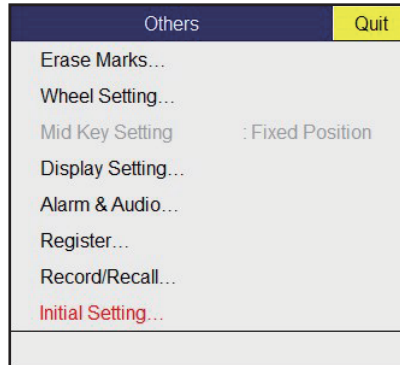 Others Quit
Erase Marks...
Wheel Setting...
Mid Key Setting : Fixed Position
Display Setting...
Alarm & Audio...
Register...
Record/Recall...
Initial Setting...